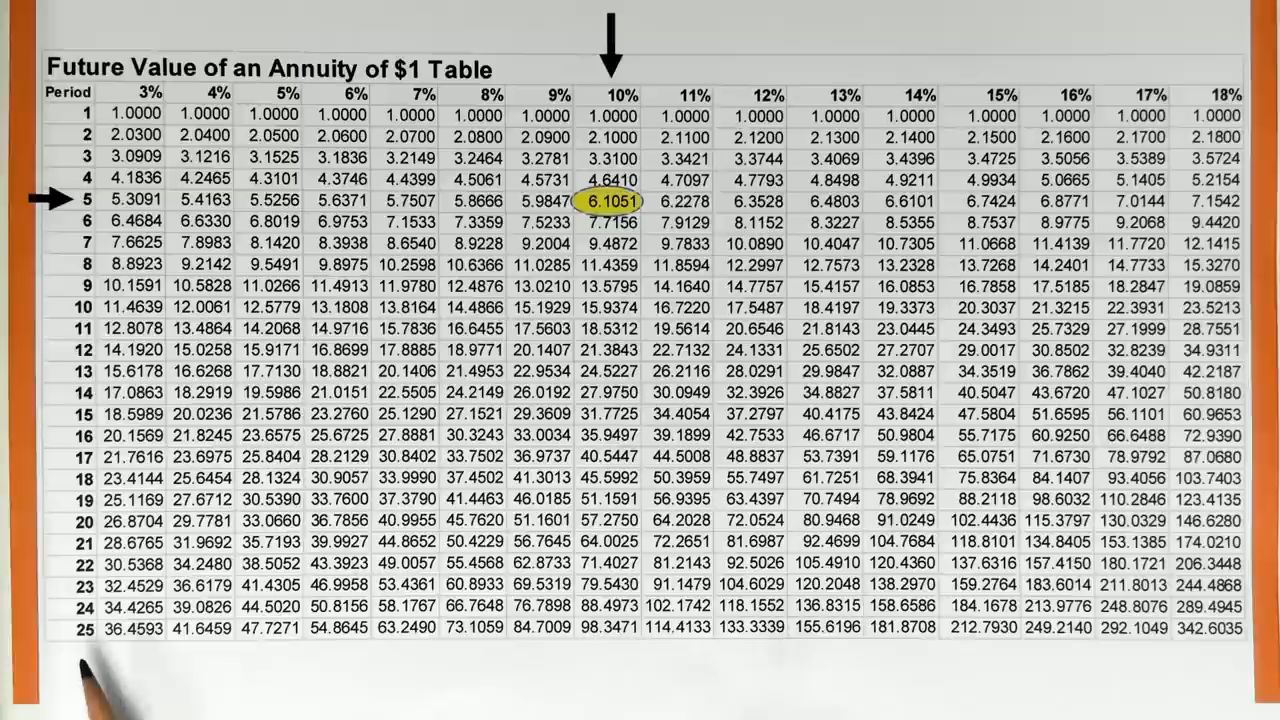 Future Value of an Annuity of $1 Table
Period 3% 4% 5% 6% 7% 8% 9% 10% 11% 12% 13% 14% 15% 16% 17% 18%
1 1.0000 1.0000 1.0000 1.0000 1.0000 1.0000 1.0000 1.0000 1.0000 1.0000 1.0000 1.0000 1.0000 1.0000 1.0000 1.0000
2 2.0300 2.0400 2.0500 2.0600 2.0700 2.0800 2.0900 2.1000 2.1100 2.1200 2.1300 2.1400 2.1500 2.1600 2.1700 2.1800
3 3.0909 3.1216 3.1525 3.1836 3.2149 3.2464 3.2781 3.3100 3.3421 3.3744 3.4069 3.4396 3.4725 3.5056 3.5389 3.5724
4 4.1836 4.2465 4.3101 4.3746 4.4399 4.5061 4.5731 4.6410 4.7097 4.7793 4.8498 4.9211 4.9934 5.0665 5.1405 5.2154
5 5.3091 5.4163 5.5256 5.6371 5.7507 5.8666 5.9847 6.1051 6.2278 6.3528 6.4803 6.6101 6.7424 6.8771 7.0144 7.1542
6 6.4684 6.6330 6.8019 6.9753 7.1533 7.3359 7.5233 7.7156 7.9129 8.1152 8.3227 8.5355 8.7537 8.9775 9.2068 9.4420
7 7.6625 7.8983 8.1420 8.3938 8.6540 8.9228 9.2004 9.4872 9.7833 10.0890 10.4047 10.7305 11.0668 11.4139 11.7720 12.1415
8 8.8923 9.2142 9.5491 9.8975 10.2598 10.6366 11.0285 11.4359 11.8594 12.2997 12.7573 13.2328 13.7268 14.2401 14.7733 15.3270
9 10.1591 10.5828 11.0266 11.4913 11.9780 12.4876 13.0210 13.5795 14.1640 14.7757 15.4157 16.0853 16.7858 17.5185 18.2847 19.0859
10 11.4639 12.0061 12.5779 13.1808 13.8164 14.4866 15.1929 15.9374 16.7220 17.5487 18.4197 19.3373 20.3037 21.3215 22.3931 23.5213
11 12.8078 13.4864 14.2068 14.9716 15.7836 16.6455 17.5603 18.5312 19.5614 20.6546 21.8143 23.0445 24.3493 25.7329 27.1999 28.7551
12 14.1920 15.0258 15.9171 16.8699 17.8885 18.9771 20.1407 21.3843 22.7132 24.1331 25.6502 27.2707 29.0017 30.8502 32.8239 34.9311
13 15.6178 16.6268 17.7130 18.8821 20.1406 21.4953 22.9534 24.5227 26.2116 28.0291 29.9847 32.0887 34.3519 36.7862 39.4040 42.2187
14 17.0863 18.2919 19.5986 21.0151 22.5505 24.2149 26.0192 27.9750 30.0949 32.3926 34.8827 37.5811 40.5047 43.6720 47.1027 50.8180
15 18.5989 20.0236 21.5786 23.2760 25.1290 27.1521 29.3609 31.7725 34.4054 37.2797 40.4175 43.8424 47.5804 51.6595 56.1101 60.9653
16 20.1569 21.8245 23.6575 25.6725 27.8881 30.3243 33.0034 35.9497 39.1899 42.7533 46.6717 50.9804 55.7175 60.9250 66.6488 72.9390
17 21.7616 23.6975 25.8404 28.2129 30.8402 33.7502 36.9737 40.5447 44.5008 48.8837 53.7391 59.1176 65.0751 71.6730 78.9792 87.0680
18 23.4144 25.6454 28.1324 30.9057 33.9990 37.4502 41.3013 45.5992 50.3959 55.7497 61.7251 68.3941 75.8364 84.1407 93.4056 103.7403
19 25.1169 27.6712 30.5390 33.7600 37.3790 41.4463 46.0185 51.1591 56.9395 63.4397 70.7494 78.9692 88.2118 98.6032 110.2846 123.4135
20 26.8704 29.7781 33.0660 36.7856 40.9955 45.7620 51.1601 57.2750 64.2028 72.0524 80.9468 91.0249 102.4436 115.3797 130.0329 146.6280
21 28.6765 31.9692 35.7193 39.9927 44.8652 50.4229 56.7645 64.0025 72.2651 81.6987 92.4699 104.7684 118.8101 134.8405 153.1385 174.0210
22 30.5368 34.2480 38.5052 43.3923 49.0057 55.4568 62.8733 71.4027 81.2143 92.5026 105.4910 120.4360 137.6316 157.4150 180.1721 206.3448
23 32.4529 36.6179 41.4305 46.9958 53.4361 60.8933 69.5319 79.5430 91.1479 104.6029 120.2048 138.2970 159.2764 183.6014 211.8013 244.4868
24 34.4265 39.0826 44.5020 50.8156 58.1767 66.7648 76.7898 88.4973 102.1742 118.1552 136.8315 158.6586 184.1678 213.9776 248.8076 289.4945
25 36.4593 41.6459 47.7271 54.8645 63.2490 73.1059 84.7009 98.3471 114.4133 133.3339 155.6196 181.8708 212.7930 249.2140 292.1049 342.6035